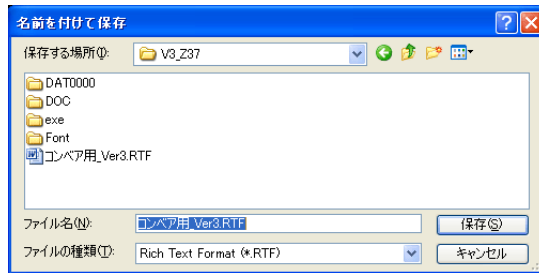 名前を付けて保存
保存する場所(I):
V3_Z37
DAT0000
DOC
exe
Font
コンベア用_Ver3.RTF
ファイル名(N):
コンベア用_Ver3.RTF
保存(S)
ファイルの種類(T):
Rich Text Format (*.RTF)
キャンセル